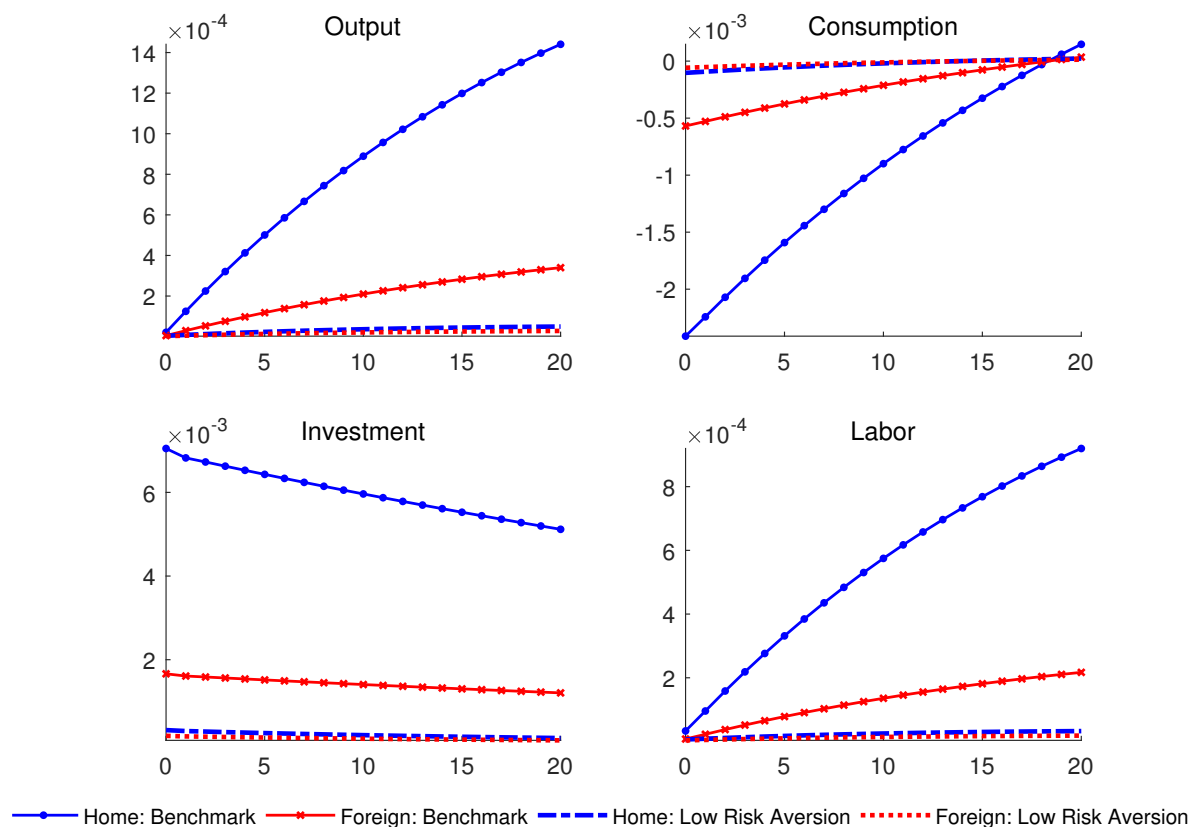 ×10-4
Output
14
12
10
8
6
4
2
0 5 10 15 20
×10-3
Consumption
0
-0.5
-1
-1.5
-2
0 5 10 15 20
×10-3
Investment
6
4
2
0 5 10 15 20
×10-4
Labor
8
6
4
2
0 5 10 15 20
Home: Benchmark Foreign: Benchmark Home: Low Risk Aversion Foreign: Low Risk Aversion